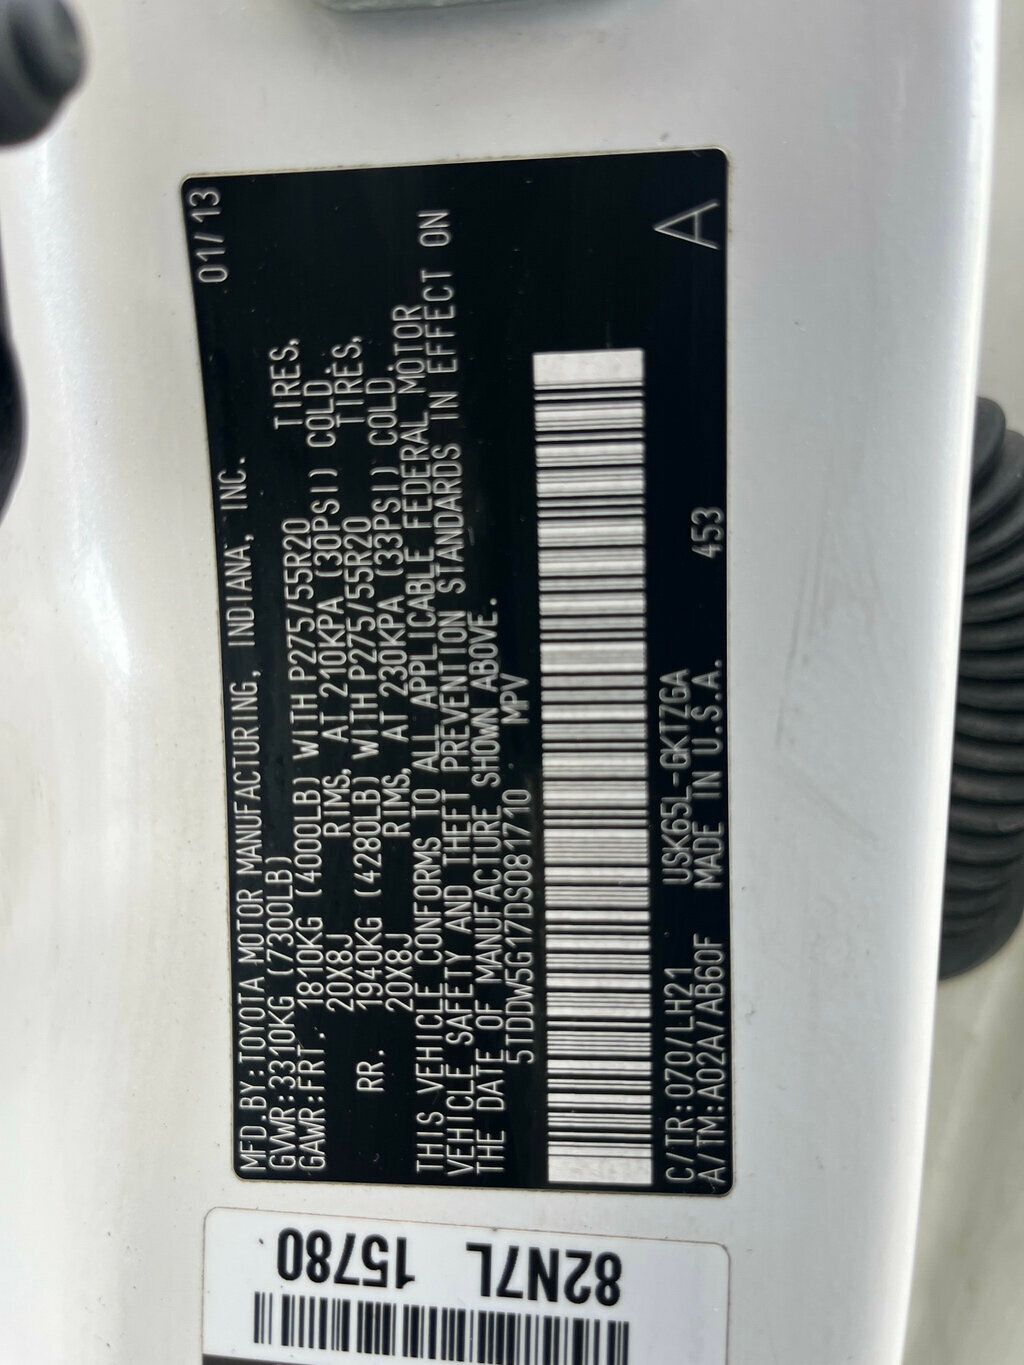 MFD.BY:TOYOTA MOTOR MANUFACTURING, INDIANA, INC. 01/13
GVWR:3310KG (7300LB)
GAWR:FRT. 1810KG (4000LB) WITH P275/55R20 TIRES,
20X8J RIMS, AT 210KPA (30PSI) COLD.
RR. 1940KG (4280LB) WITH P275/55R20 TIRES,
20X8J RIMS, AT 230KPA (33PSI) COLD.
THIS VEHICLE CONFORMS TO ALL APPLICABLE FEDERAL MOTOR
VEHICLE SAFETY AND THEFT PREVENTION STANDARDS IN EFFECT ON
THE DATE OF MANUFACTURE SHOWN ABOVE.
5TDDW5G17DS081710 MPV
C/TR:070/LH21 USK65L-GKTZGA
A/TM:A02A/AB60F MADE IN U.S.A. 453
A
82N7L
15780